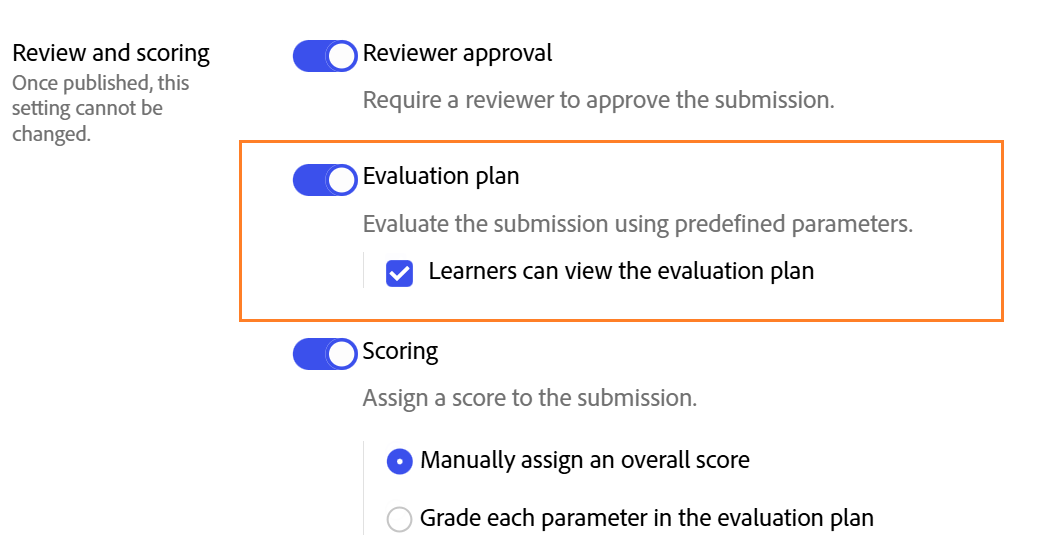 Review and scoring
Once published, this
setting cannot be
changed.
Reviewer approval
Require a reviewer to approve the submission.
Evaluation plan
Evaluate the submission using predefined parameters.
Learners can view the evaluation plan
Scoring
Assign a score to the submission.
Manually assign an overall score
Grade each parameter in the evaluation plan